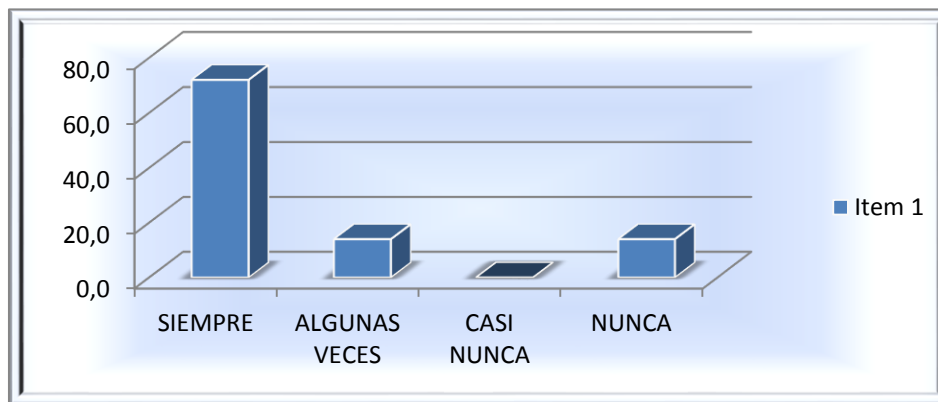 80,0
60,0
40,0
20,0
0,0
SIEMPRE
ALGUNAS
VECES
CASI
NUNCA
NUNCA
Item 1